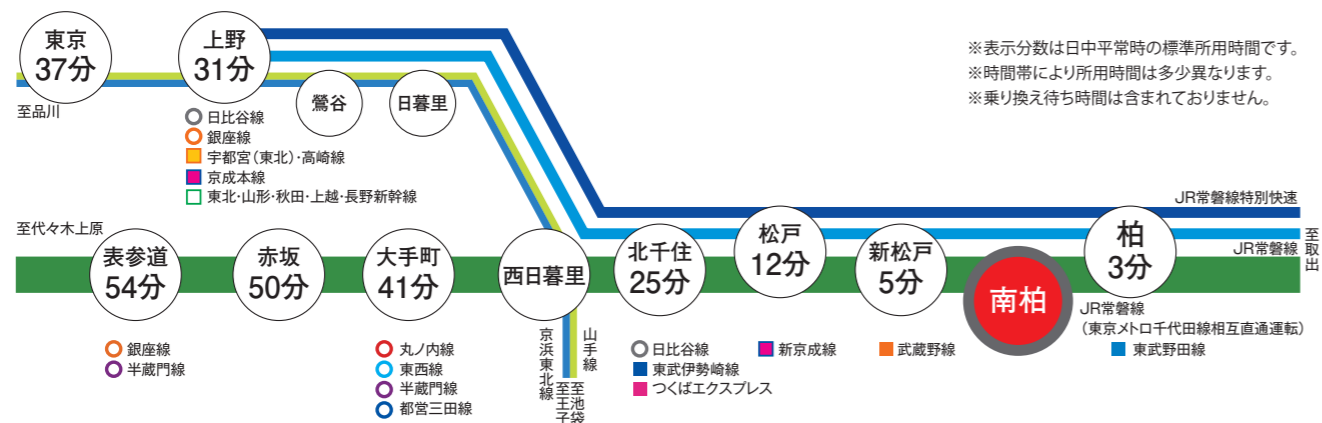 東京
37分
上野
31分
鶯谷
日暮里
至品川
日比谷線
銀座線
宇都宮(東北)・高崎線
京成本線
東北・山形・秋田・上越・長野新幹線
※表示分数は日中平常時の標準所用時間です。
※時間帯により所用時間は多少異なります。
※乗り換え待ち時間は含まれておりません。
JR常磐線特別快速
JR常磐線
至取出
至代々木上原
表参道
54分
赤坂
50分
大手町
41分
西日暮里
北千住
25分
松戸
12分
新松戸
5分
南柏
柏
3分
JR常磐線
(東京メトロ千代田線相互直通運転)
銀座線
半蔵門線
丸ノ内線
東西線
半蔵門線
都営三田線
京浜東北線
至王子
至池袋
山手線
日比谷線
東武伊勢崎線
つくばエクスプレス
新京成線
武蔵野線
東武野田線